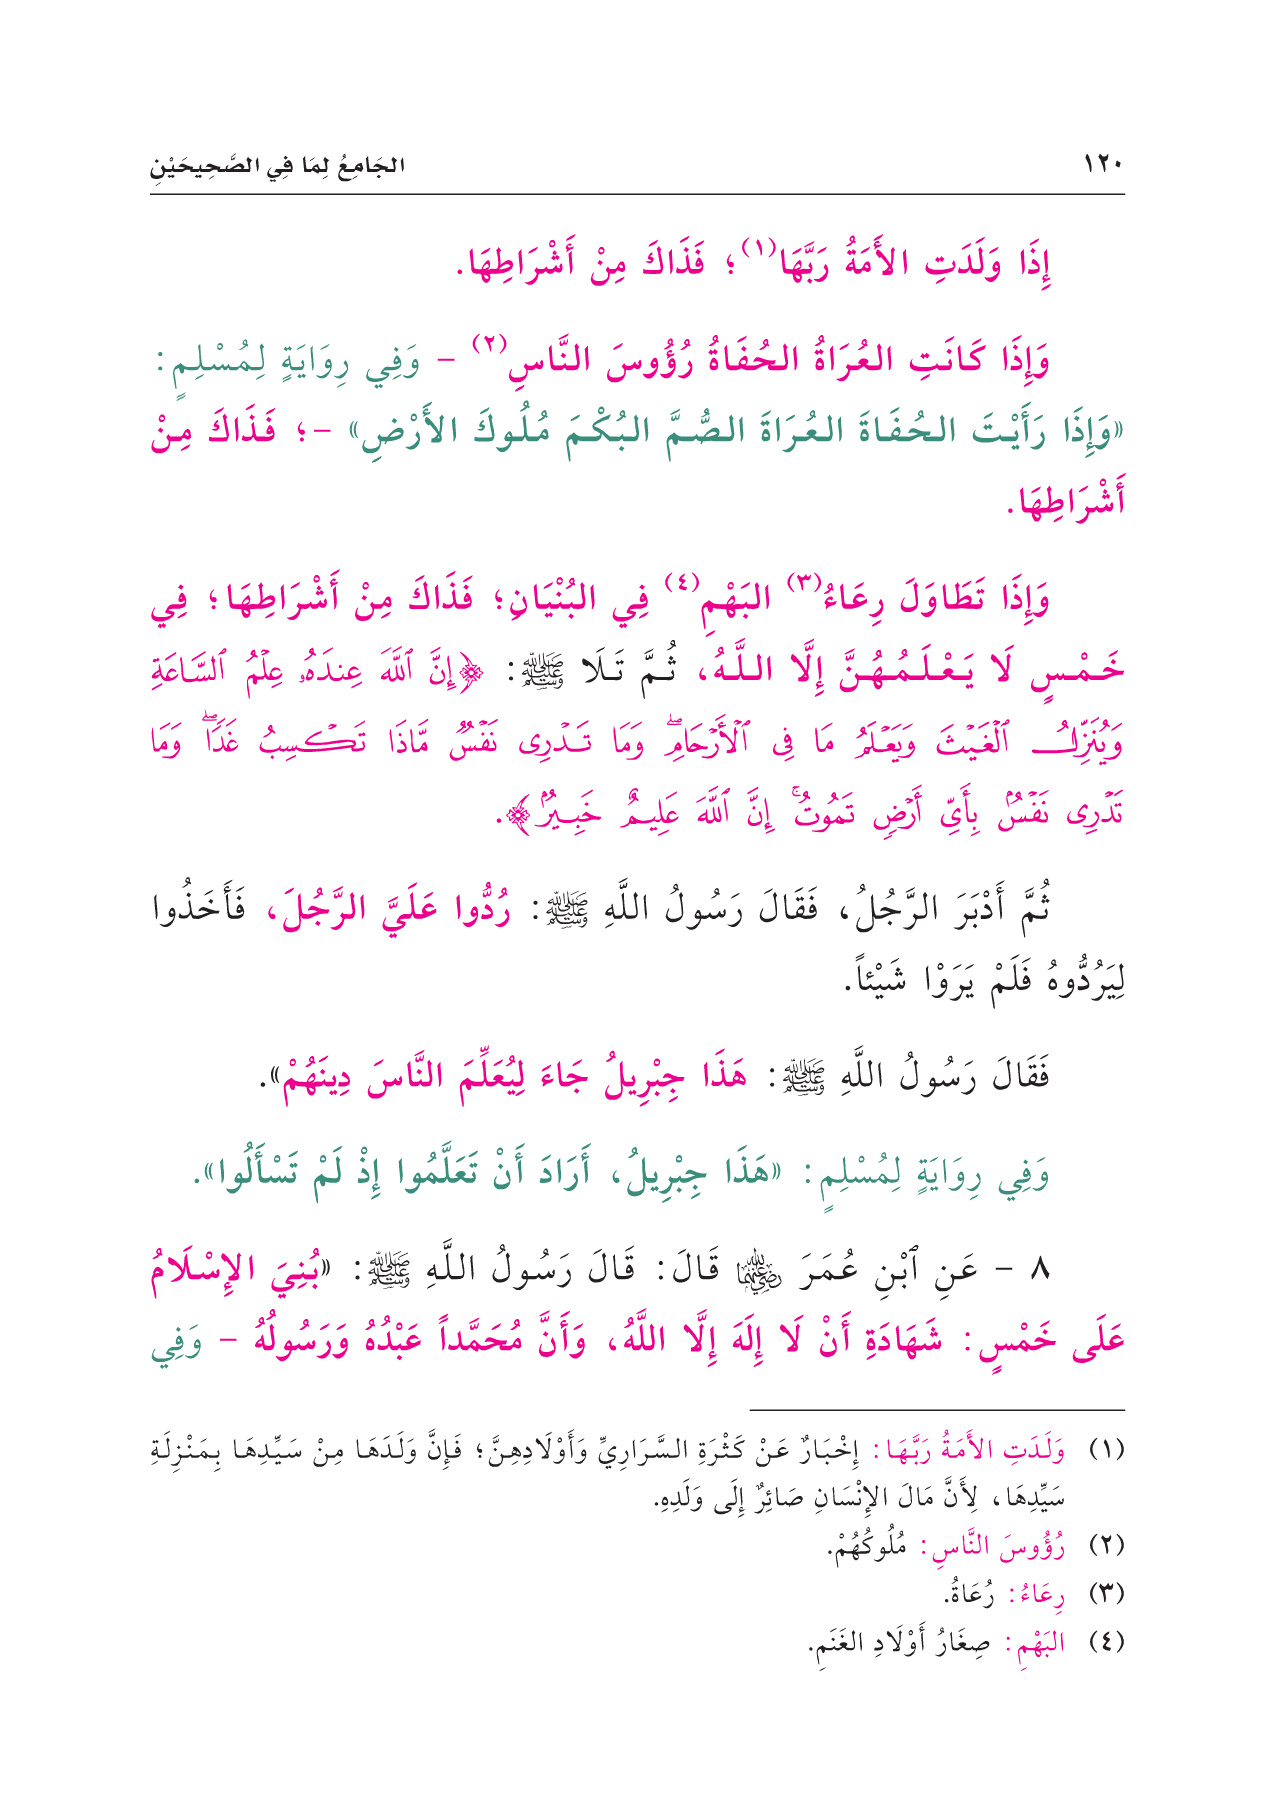 ١٢٠ الجَامِعُ لِمَا فِي الصَّحِيحَيْنِ
إِذَا وَلَدَتِ الأَمَةُ رَبَّهَا(١)؛ فَذَاكَ مِنْ أَشْرَاطِهَا.
وَإِذَا كَانَتِ العُرَاةُ الحُفَاةُ رُؤُوسَ النَّاسِ(٢) - وَفِي رِوَايَةٍ لِمُسْلِمٍ:
«وَإِذَا رَأَيْتَ الحُفَاةَ العُرَاةَ الصُّمَّ البُكْمَ مُلُوكَ الأَرْضِ» -؛ فَذَاكَ مِنْ
أَشْرَاطِهَا.
وَإِذَا تَطَاوَلَ رِعَاءُ(٣) البَهْمِ(٤) فِي البُنْيَانِ؛ فَذَاكَ مِنْ أَشْرَاطِهَا؛ فِي
خَمْسٍ لَا يَعْلَمُهُنَّ إِلَّا اللَّهُ، ثُمَّ تَلَا ﷺ: ﴿إِنَّ ٱللَّهَ عِندَهُۥ عِلْمُ ٱلسَّاعَةِ
وَيُنَزِّلُ ٱلْغَيْثَ وَيَعْلَمُ مَا فِى ٱلْأَرْحَامِۖ وَمَا تَدْرِى نَفْسٌ مَّاذَا تَكْسِبُ غَدًاۖ وَمَا
تَدْرِى نَفْسٌۢ بِأَىِّ أَرْضٍ تَمُوتُۚ إِنَّ ٱللَّهَ عَلِيمٌ خَبِيرٌۢ﴾.
ثُمَّ أَدْبَرَ الرَّجُلُ، فَقَالَ رَسُولُ اللَّهِ ﷺ: رُدُّوا عَلَيَّ الرَّجُلَ، فَأَخَذُوا
لِيَرُدُّوهُ فَلَمْ يَرَوْا شَيْئاً.
فَقَالَ رَسُولُ اللَّهِ ﷺ: هَذَا جِبْرِيلُ جَاءَ لِيُعَلِّمَ النَّاسَ دِينَهُمْ».
وَفِي رِوَايَةٍ لِمُسْلِمٍ: «هَذَا جِبْرِيلُ، أَرَادَ أَنْ تَعَلَّمُوا إِذْ لَمْ تَسْأَلُوا».
٨ - عَنِ ٱبْنِ عُمَرَ رضي الله عنهما قَالَ: قَالَ رَسُولُ اللَّهِ ﷺ: «بُنِيَ الإِسْلَامُ
عَلَى خَمْسٍ: شَهَادَةِ أَنْ لَا إِلَهَ إِلَّا اللَّهُ، وَأَنَّ مُحَمَّداً عَبْدُهُ وَرَسُولُهُ - وَفِي
(١) وَلَدَتِ الأَمَةُ رَبَّهَا: إِخْبَارٌ عَنْ كَثْرَةِ السَّرَارِيِّ وَأَوْلَادِهِنَّ؛ فَإِنَّ وَلَدَهَا مِنْ سَيِّدِهَا بِمَنْزِلَةِ
سَيِّدِهَا، لِأَنَّ مَالَ الإِنْسَانِ صَائِرٌ إِلَى وَلَدِهِ.
(٢) رُؤُوسَ النَّاسِ: مُلُوكُهُمْ.
(٣) رِعَاءُ: رُعَاةُ.
(٤) البَهْمِ: صِغَارُ أَوْلَادِ الغَنَمِ.